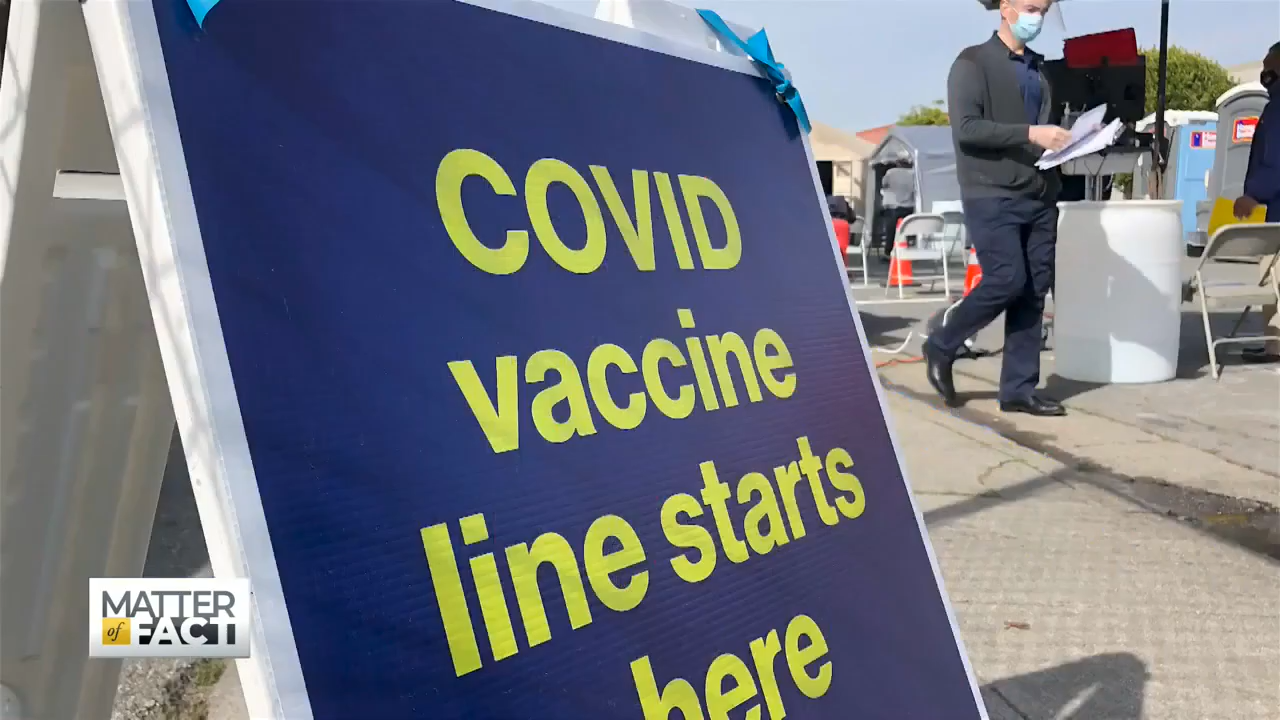 COVID
vaccine
line starts
here
MATTER
of FACT